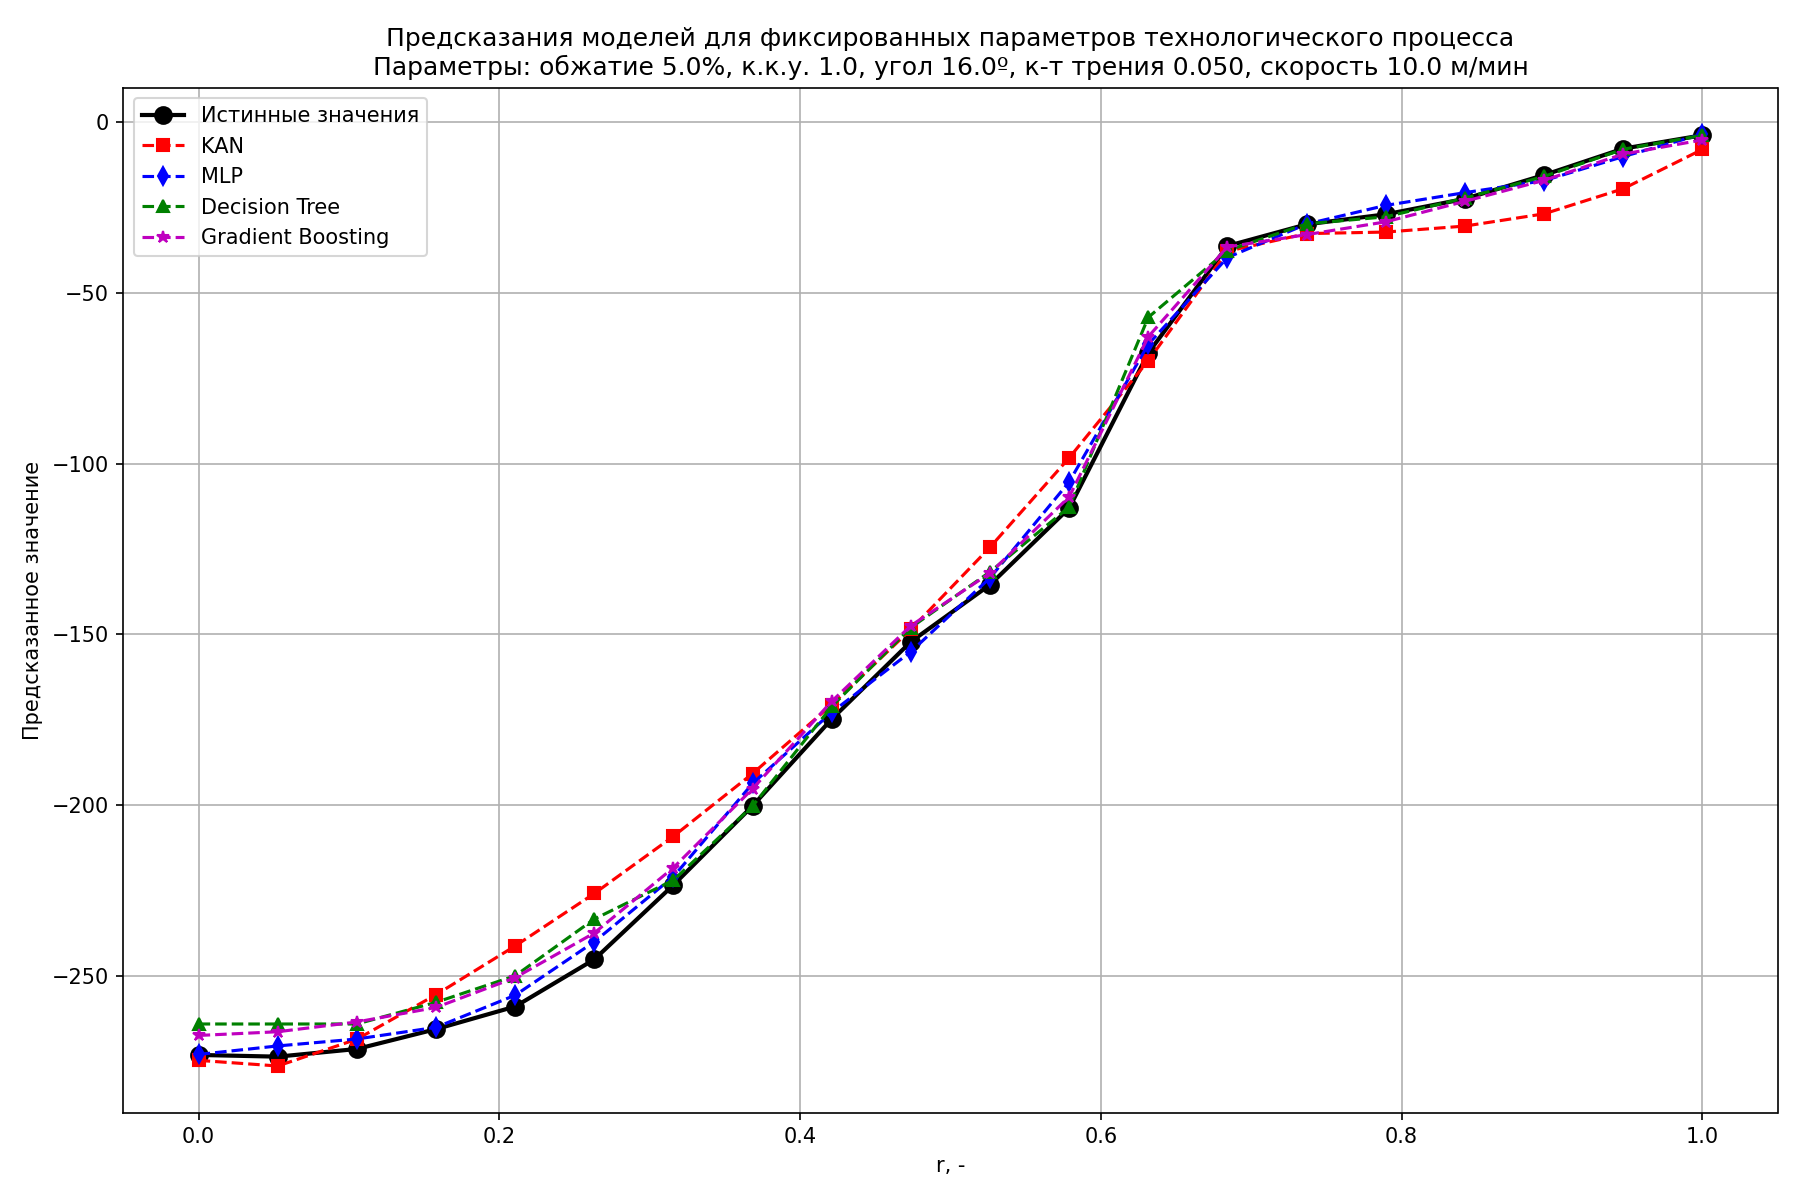 Предсказания моделей для фиксированных параметров технологического процесса
Параметры: обжатие 5.0%, к.к.у. 1.0, угол 16.0º, к-т трения 0.050, скорость 10.0 м/мин
Истинные значения
KAN
MLP
Decision Tree
Gradient Boosting
Предсказанное значение
0
−50
−100
−150
−200
−250
0.0 0.2 0.4 0.6 0.8 1.0
r, -